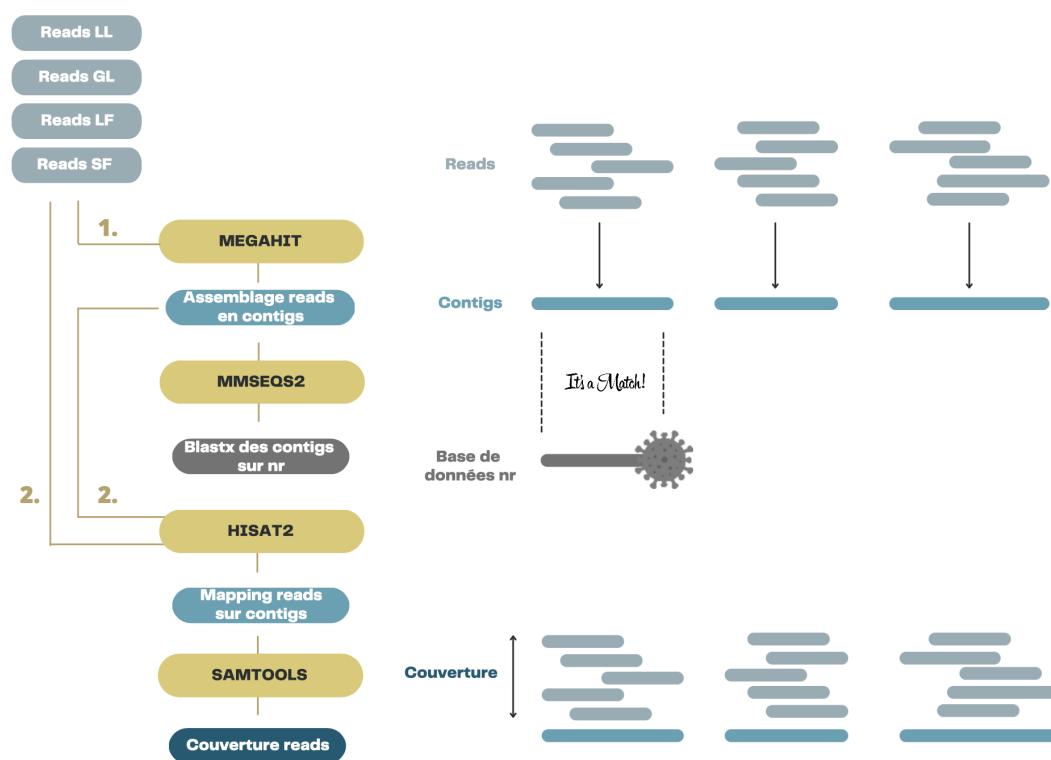 Reads LL
Reads GL
Reads LF
Reads SF
1.
MEGAHIT
Assemblage reads
en contigs
MMSEQS2
Blastx des contigs
sur nr
2.
2.
HISAT2
Mapping reads
sur contigs
SAMTOOLS
Couverture reads
Reads
Contigs
It's a Match!
Base de
données nr
Couverture